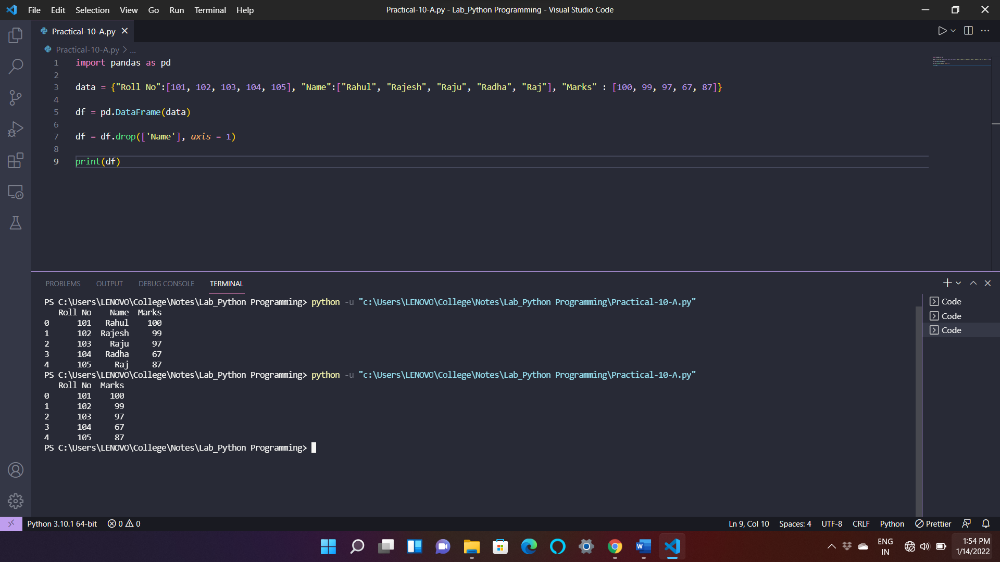 File Edit Selection View Go Run Terminal Help
Practical-10-A.py - Lab_Python Programming - Visual Studio Code
Practical-10-A.py
Practical-10-A.py > ...
1 import pandas as pd
2
3 data = {"Roll No":[101, 102, 103, 104, 105], "Name":["Rahul", "Rajesh", "Raju", "Radha", "Raj"], "Marks" : [100, 99, 97, 67, 87]}
4
5 df = pd.DataFrame(data)
6
7 df = df.drop(['Name'], axis = 1)
8
9 print(df)
PROBLEMS OUTPUT DEBUG CONSOLE TERMINAL
PS C:\Users\LENOVO\College\Notes\Lab_Python Programming> python -u "c:\Users\LENOVO\College\Notes\Lab_Python Programming\Practical-10-A.py"
   Roll No    Name  Marks
0      101   Rahul    100
1      102  Rajesh     99
2      103    Raju     97
3      104   Radha     67
4      105     Raj     87
PS C:\Users\LENOVO\College\Notes\Lab_Python Programming> python -u "c:\Users\LENOVO\College\Notes\Lab_Python Programming\Practical-10-A.py"
   Roll No  Marks
0      101    100
1      102     99
2      103     97
3      104     67
4      105     87
PS C:\Users\LENOVO\College\Notes\Lab_Python Programming>
Code
Code
Code
Python 3.10.1 64-bit 0 0
Ln 9, Col 10 Spaces: 4 UTF-8 CRLF Python Prettier
ENG
IN
1:54 PM
1/14/2022